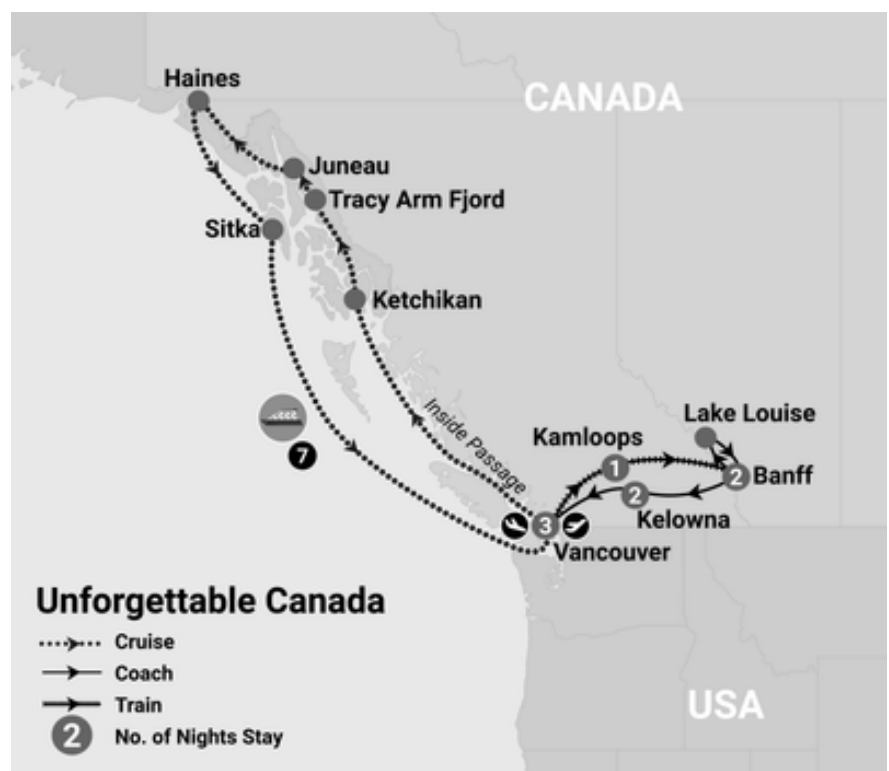 Haines
CANADA
Juneau
Tracy Arm Fjord
Sitka
Ketchikan
Inside Passage
7
Lake Louise
Kamloops
1
2
Banff
2
Kelowna
3
Vancouver
Unforgettable Canada
Cruise
Coach
Train
2 No. of Nights Stay
USA